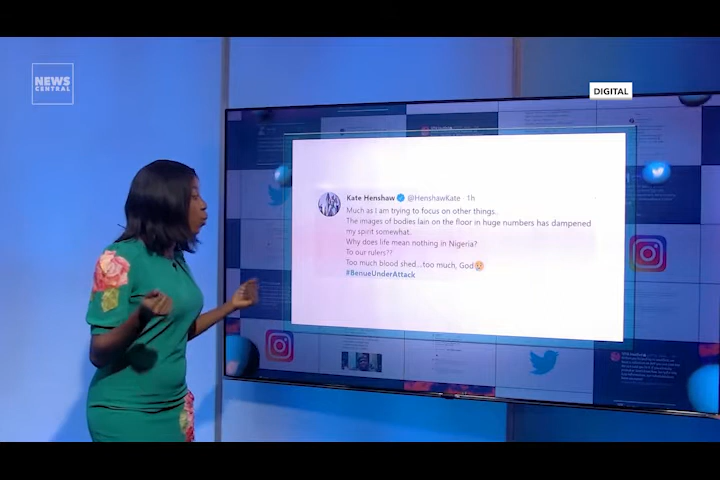 NEWS
CENTRAL
DIGITAL
Kate Henshaw @HenshawKate · 1h
Much as I am trying to focus on other things.
The images of bodies lain on the floor in huge numbers has dampened
my spirit somewhat.
Why does life mean nothing in Nigeria?
To our rulers??
Too much blood shed...too much, God
#BenueUnderAttack